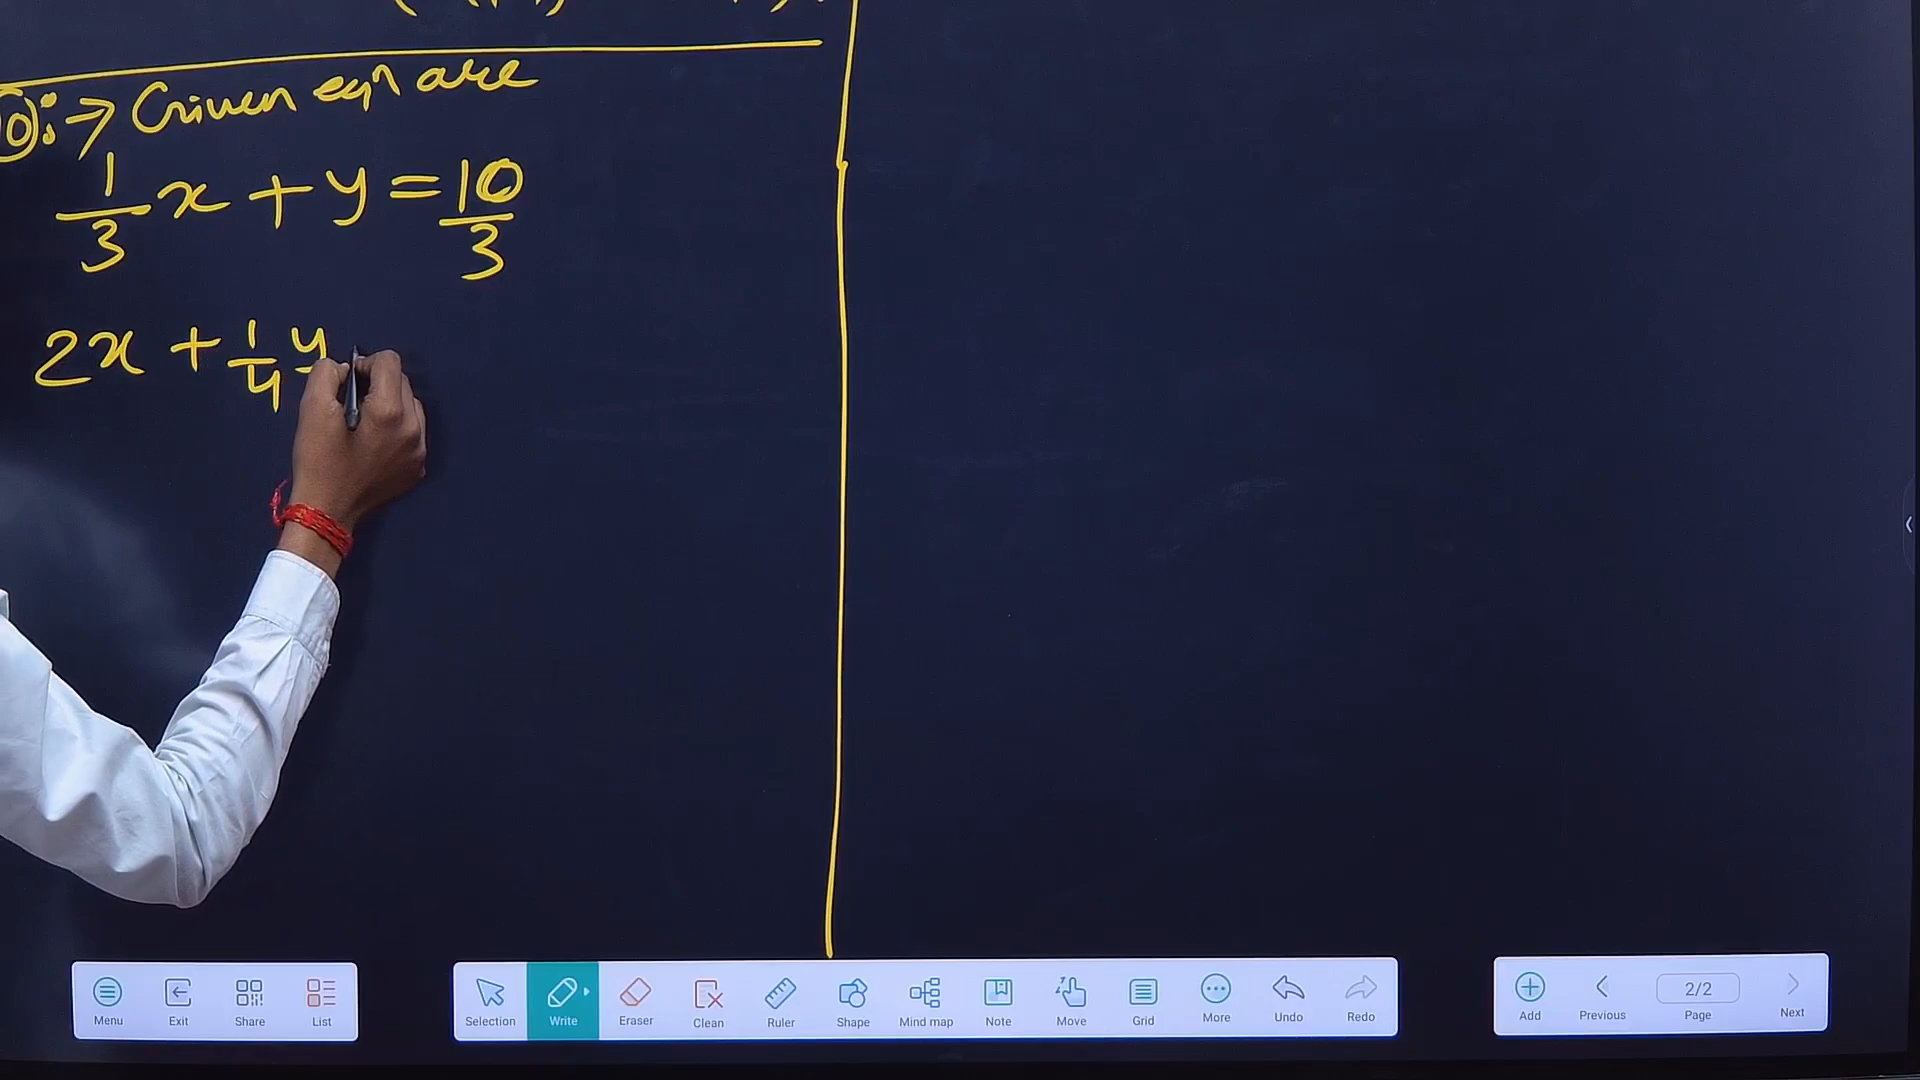 10):→ Given eqn are
1/3 x + y = 10/3
2x + 1/4 y
Menu Exit Share List Selection Write Eraser Clean Ruler Shape Mind map Note Move Grid More Undo Redo Add Previous 2/2 Page Next